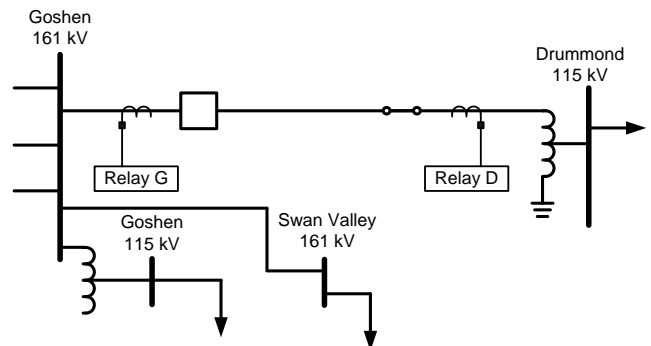 Goshen
161 kV
Drummond
115 kV
Relay G
Relay D
Goshen
115 kV
Swan Valley
161 kV